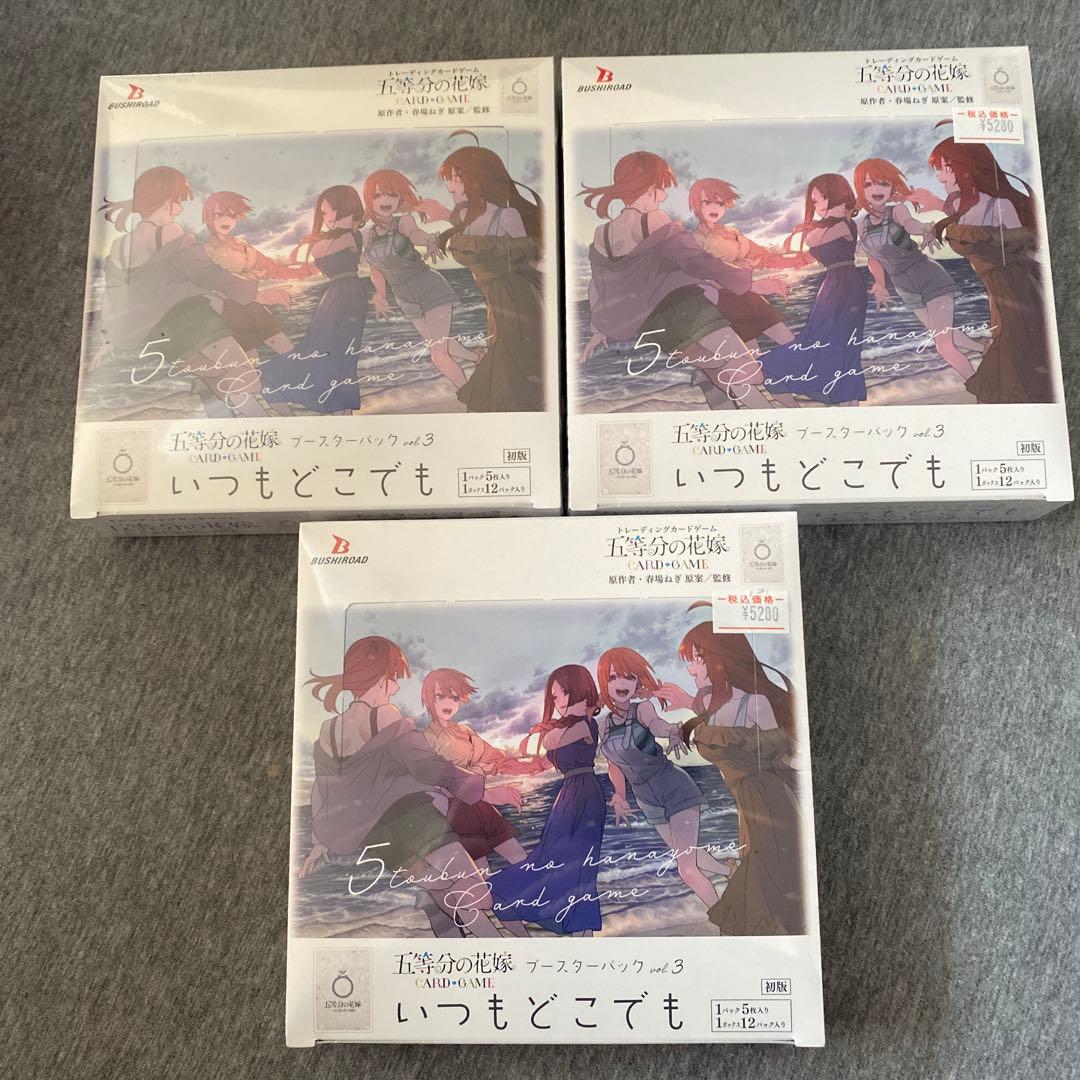 BUSHIROAD
トレーディングカードゲーム
五等分の花嫁
CARD♥GAME
原作者・春場ねぎ 原案／監修
5toubun no hanayome
Card game
五等分の花嫁
CARD♥GAME
ブースターパック vol.3
初版
いつもどこでも
1パック5枚入り
1ボックス12パック入り
BUSHIROAD
トレーディングカードゲーム
五等分の花嫁
CARD♥GAME
原作者・春場ねぎ 原案／監修
税込価格
¥5280
5toubun no hanayome
Card game
五等分の花嫁
CARD♥GAME
ブースターパック vol.3
初版
いつもどこでも
1パック5枚入り
1ボックス12パック入り
BUSHIROAD
トレーディングカードゲーム
五等分の花嫁
CARD♥GAME
原作者・春場ねぎ 原案／監修
税込価格
¥5280
5toubun no hanayome
Card game
五等分の花嫁
CARD♥GAME
ブースターパック vol.3
初版
いつもどこでも
1パック5枚入り
1ボックス12パック入り